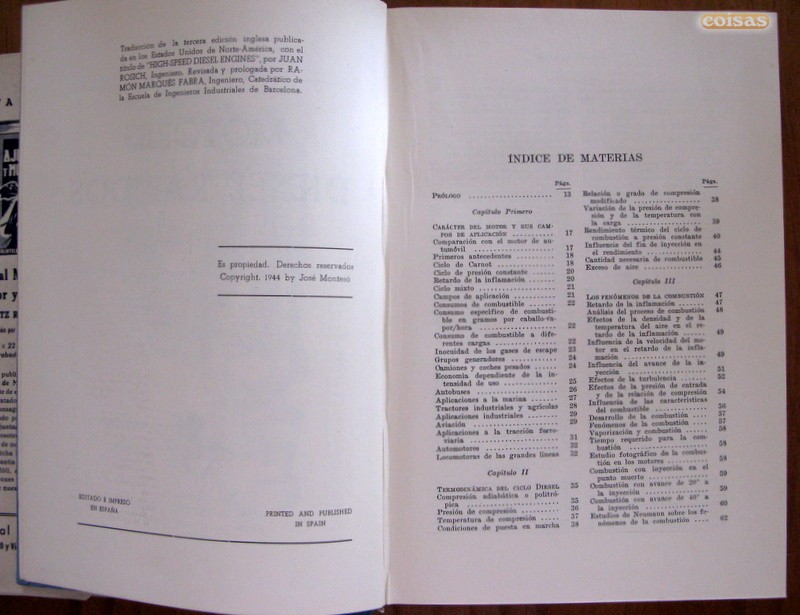 coisas
Traducción de la tercera edición inglesa publica-
da en los Estados Unidos de Norte-América, con el
título de "HIGH-SPEED DIESEL ENGINES", por JUAN
ROSICH, Ingeniero. Revisada y prologada por RA-
MÓN MARQUÉS FABRA, Ingeniero, Catedrático de
la Escuela de Ingenieros Industriales de Barcelona.
Es propiedad. Derechos reservados
Copyright. 1944 by José Montesó
EDITADO E IMPRESO
EN ESPAÑA
PRINTED AND PUBLISHED
IN SPAIN
ÍNDICE DE MATERIAS
Págs.
PRÓLOGO ..................... 13
Capítulo Primero
CARÁCTER DEL MOTOR Y SUS CAM-
POS DE APLICACIÓN ........... 17
Comparación con el motor de au-
tomóvil ..................... 17
Primeros antecedentes .......... 18
Ciclo de Carnot ................ 18
Ciclo de presión constante ...... 20
Retardo de la inflamación ....... 20
Ciclo mixto .................... 21
Campos de aplicación ........... 21
Consumos de combustible ....... 22
Consumo específico de combusti-
ble en gramos por caballo-va-
por/hora .................... 22
Consumo de combustible a dife-
rentes cargas ................ 22
Inocuidad de los gases de escape 23
Grupos generadores ............. 24
Camiones y coches pesados ...... 24
Economía dependiente de la in-
tensidad de uso .............. 25
Autobuses ..................... 26
Aplicaciones a la marina ........ 27
Tractores industriales y agrícolas 28
Aplicaciones industriales ........ 29
Aviación ....................... 29
Aplicaciones a la tracción ferro-
viaria ....................... 31
Automotores ................... 32
Locomotoras de las grandes líneas 32
Capítulo II
TERMODINÁMICA DEL CICLO DIESEL 35
Compresión adiabática o politró-
pica ........................ 35
Presión de compresión .......... 36
Temperatura de compresión ..... 37
Condiciones de puesta en marcha 38
Págs.
Relación o grado de compresión
modificado .................. 38
Variación de la presión de compre-
sión y de la temperatura con
la carga .................... 39
Rendimiento térmico del ciclo de
combustión a presión constante 40
Influencia del fin de inyección en
el rendimiento ............... 44
Cantidad necesaria de combustible 45
Exceso de aire ................. 46
Capítulo III
LOS FENÓMENOS DE LA COMBUSTIÓN 47
Retardo de la inflamación ....... 47
Análisis del proceso de combustión 48
Efectos de la densidad y de la
temperatura del aire en el re-
tardo de la inflamación ....... 49
Influencia de la velocidad del mo-
tor en el retardo de la infla-
mación ...................... 49
Influencia del avance de la in-
yección ..................... 51
Efectos de la turbulencia ....... 52
Efectos de la presión de entrada
y de la relación de compresión 54
Influencia de las características
del combustible .............. 56
Desarrollo de la combustión ..... 57
Fenómenos de la combustión ..... 57
Vaporización y combustión ...... 58
Tiempo requerido para la com-
bustión ..................... 58
Estudio fotográfico de la combus-
tión en los motores ........... 58
Combustión con inyección en el
punto muerto ................ 59
Combustión con avance de 20° a
la inyección ................. 59
Combustión con avance de 40° a
la inyección ................. 60
Estudios de Neumann sobre los fe-
nómenos de la combustión .... 62